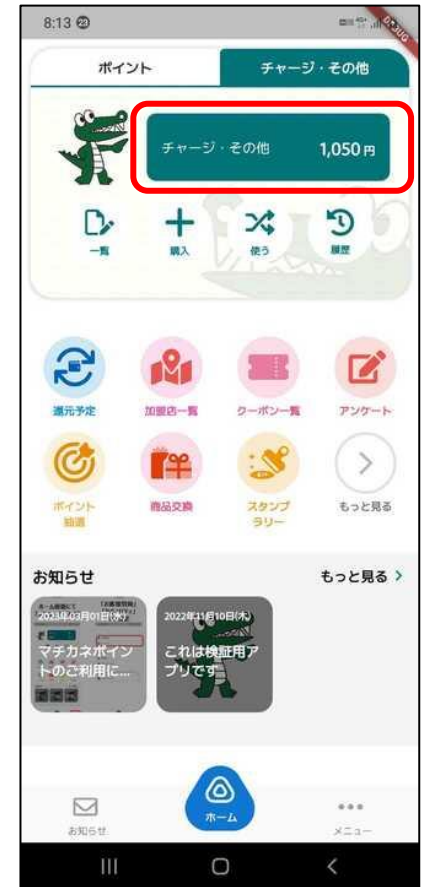 8:13
ポイント
チャージ・その他
チャージ・その他 1,050 円
一覧 購入 使う 履歴
還元予定 加盟店一覧 クーポン一覧 アンケート
ポイント
抽選
商品交換
スタンプ
ラリー
もっと見る
お知らせ もっと見る
2023年03月01日(水)
マチカネポイン
トのご利用に...
2022年11月10日(木)
これは検証用ア
プリです
お知らせ ホーム メニュー